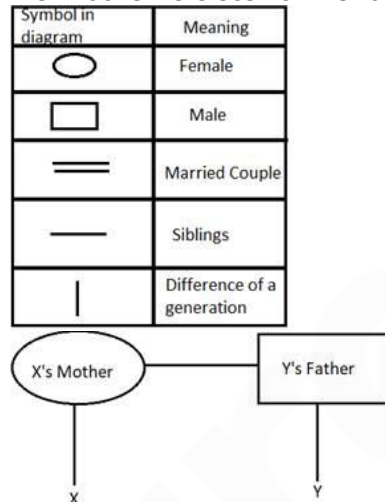 Symbol in
diagram
Meaning
Female
Male
Married Couple
Siblings
Difference of a
generation
X's Mother
Y's Father
X
Y